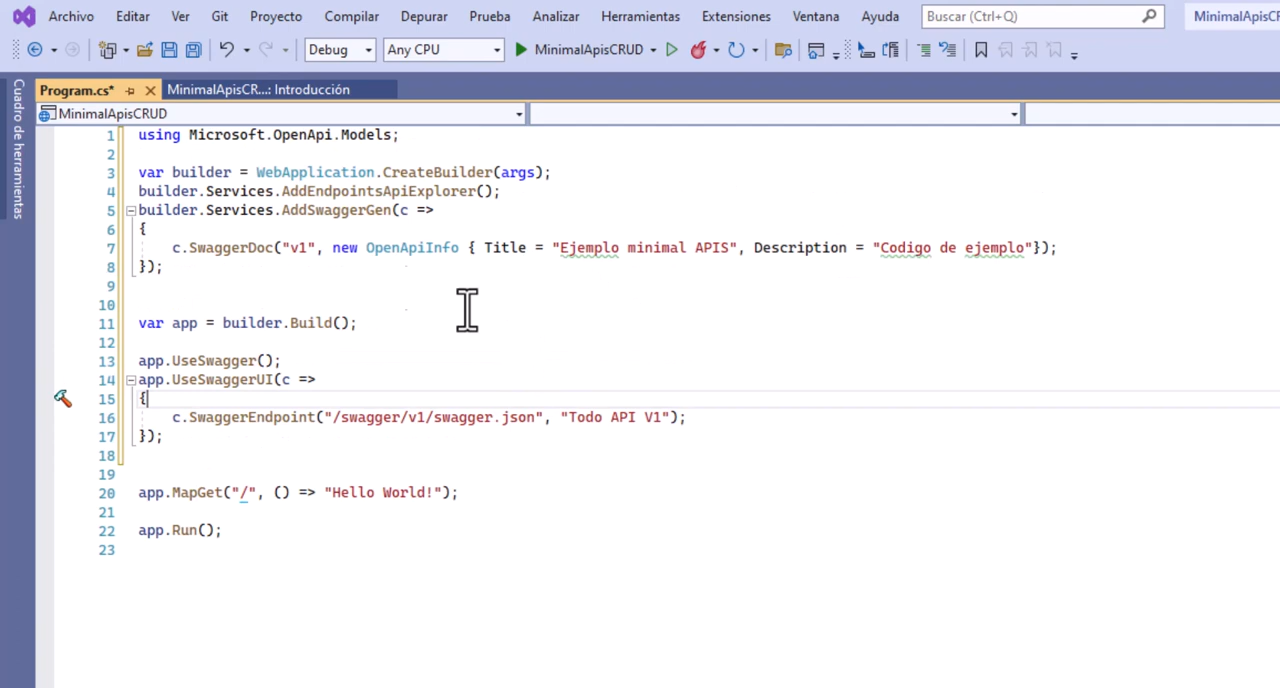 Archivo Editar Ver Git Proyecto Compilar Depurar Prueba Analizar Herramientas Extensiones Ventana Ayuda Buscar (Ctrl+Q) MinimalApisCR
Debug Any CPU MinimalApisCRUD
Cuadro de herramientas
Program.cs* MinimalApisCR...: Introducción
MinimalApisCRUD
1 using Microsoft.OpenApi.Models;
2
3 var builder = WebApplication.CreateBuilder(args);
4 builder.Services.AddEndpointsApiExplorer();
5 builder.Services.AddSwaggerGen(c =>
6 {
7 c.SwaggerDoc("v1", new OpenApiInfo { Title = "Ejemplo minimal APIS", Description = "Codigo de ejemplo"});
8 });
9
10
11 var app = builder.Build();
12
13 app.UseSwagger();
14 app.UseSwaggerUI(c =>
15 {
16 c.SwaggerEndpoint("/swagger/v1/swagger.json", "Todo API V1");
17 });
18
19
20 app.MapGet("/", () => "Hello World!");
21
22 app.Run();
23